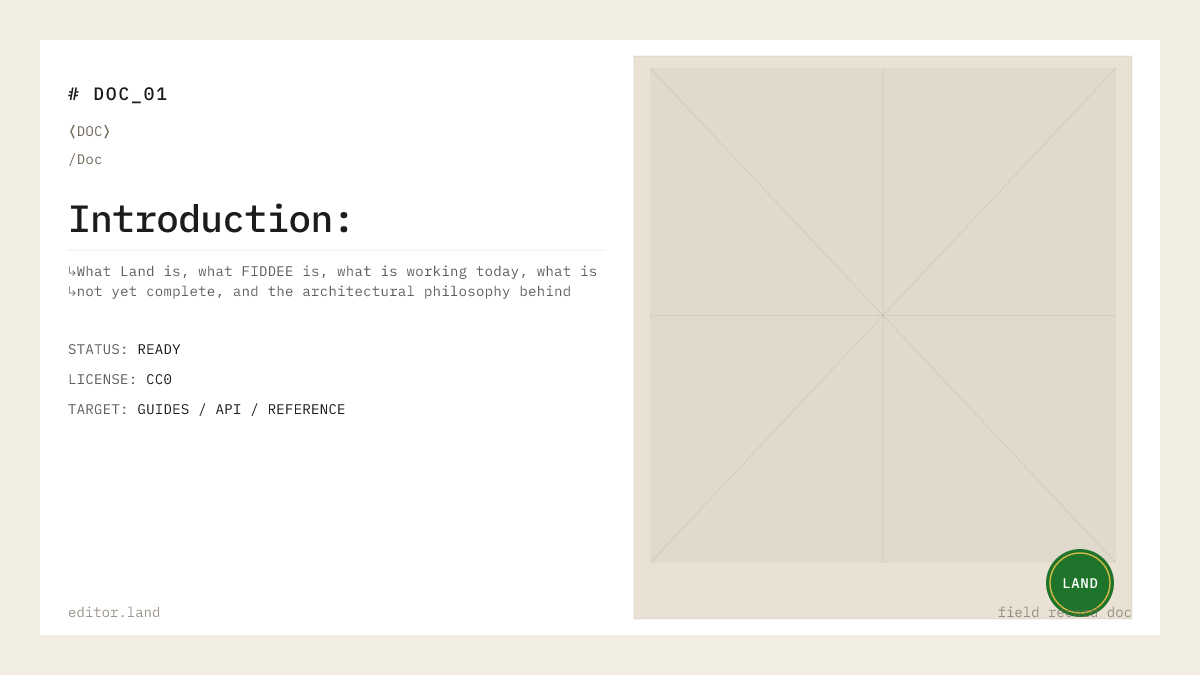 # DOC_01
⟨DOC⟩
/Doc
Introduction:
↳What Land is, what FIDDEE is, what is working today, what is
↳not yet complete, and the architectural philosophy behind
STATUS: READY
LICENSE: CC0
TARGET: GUIDES / API / REFERENCE
LAND
editor.land
field record doc